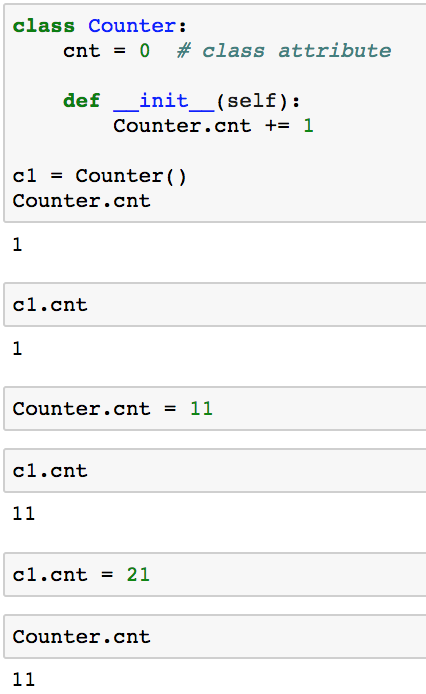 class Counter:
    cnt = 0  # class attribute
    def __init__(self):
        Counter.cnt += 1
c1 = Counter()
Counter.cnt
1
c1.cnt
1
Counter.cnt = 11
c1.cnt
11
c1.cnt = 21
Counter.cnt
11